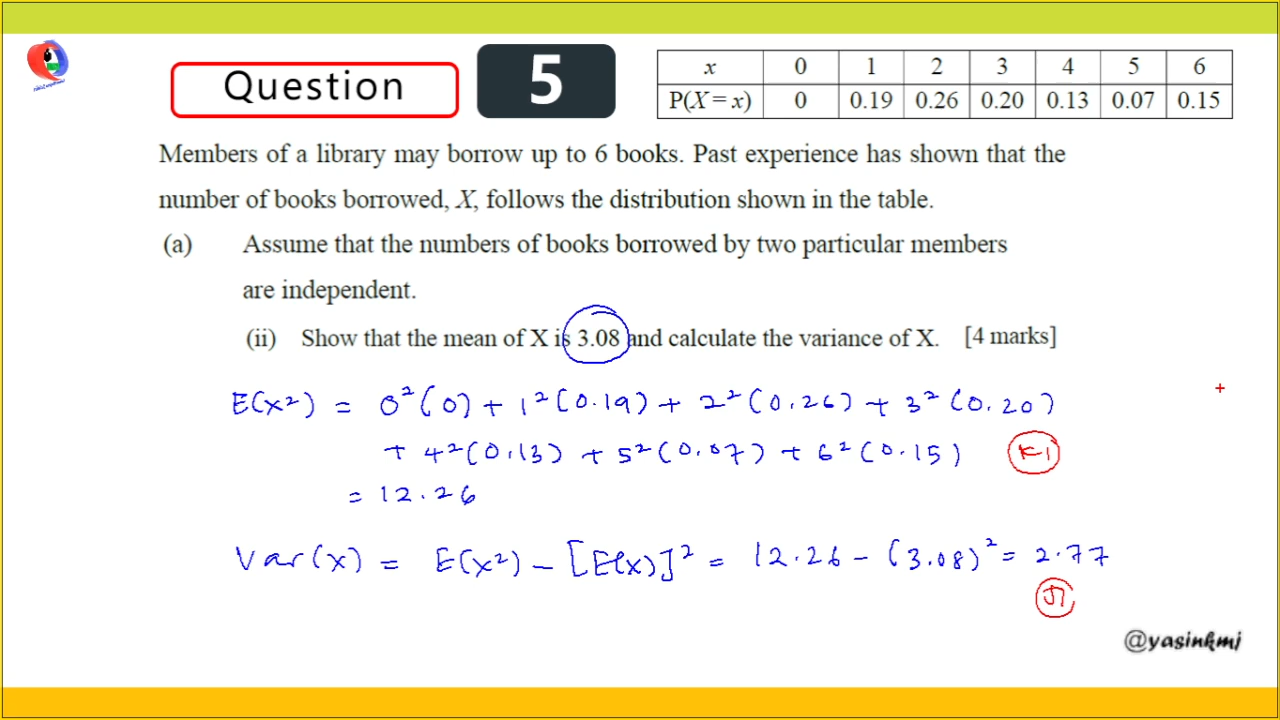 Question 5
x 0 1 2 3 4 5 6
P(X = x) 0 0.19 0.26 0.20 0.13 0.07 0.15
Members of a library may borrow up to 6 books. Past experience has shown that the
number of books borrowed, X, follows the distribution shown in the table.
(a) Assume that the numbers of books borrowed by two particular members
are independent.
(ii) Show that the mean of X is 3.08 and calculate the variance of X. [4 marks]
E(x²) = 0²(0) + 1²(0.19) + 2²(0.26) + 3²(0.20)
+ 4²(0.13) + 5²(0.07) + 6²(0.15) K1
= 12.26
Var(x) = E(x²) – [E(x)]² = 12.26 – (3.08)² = 2.77
J1
@yasinkmj